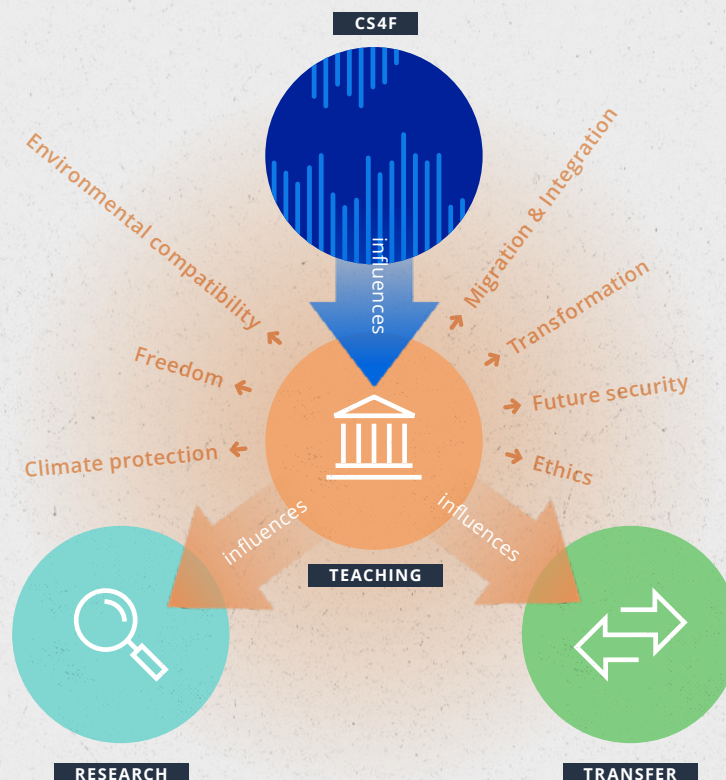 CS4F
influences
Environmental compatibility
Migration & Integration
Transformation
Freedom
Future security
Climate protection
Ethics
influences
influences
TEACHING
RESEARCH
TRANSFER